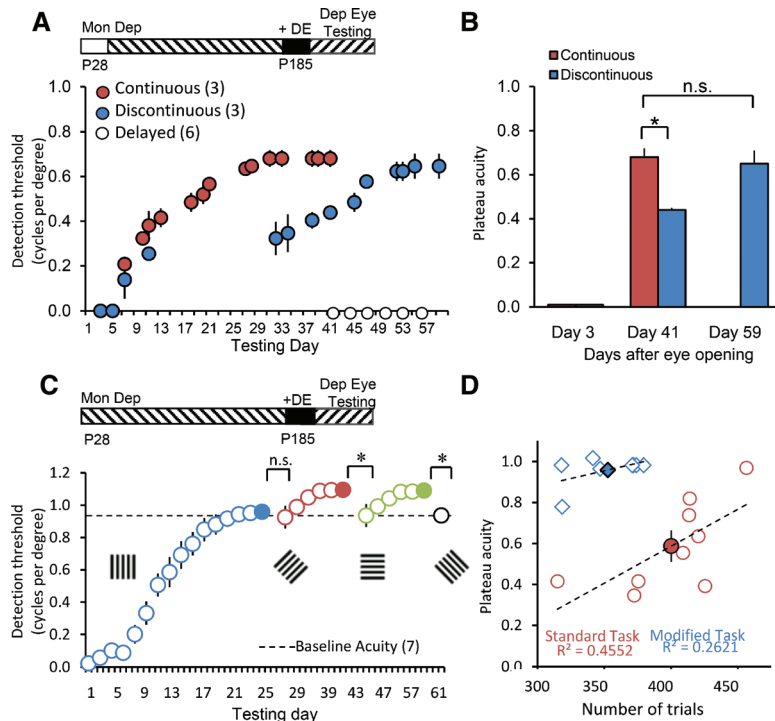 A
Mon Dep
+ DE
Dep Eye
Testing
P28
P185
Continuous (3)
Discontinuous (3)
Delayed (6)
Detection threshold
(cycles per degree)
1.0
0.8
0.6
0.4
0.2
0.0
1 5 9 13 17 21 25 29 33 37 41 45 49 53 57
Testing Day
B
Continuous
Discontinuous
n.s.
*
Plateau acuity
1.0
0.8
0.6
0.4
0.2
0.0
Day 3 Day 41 Day 59
Days after eye opening
C
Mon Dep
+DE
Dep Eye
Testing
P28
P185
n.s.
*
*
Detection threshold
(cycles per degree)
1.2
1.0
0.8
0.6
0.4
0.2
0.0
Baseline Acuity (7)
1 5 9 13 17 21 25 29 33 37 41 45 49 53 57 61
Testing day
D
Plateau acuity
1.0
0.8
0.6
0.4
0.2
0.0
Standard Task
R² = 0.4552
Modified Task
R² = 0.2621
300 350 400 450
Number of trials